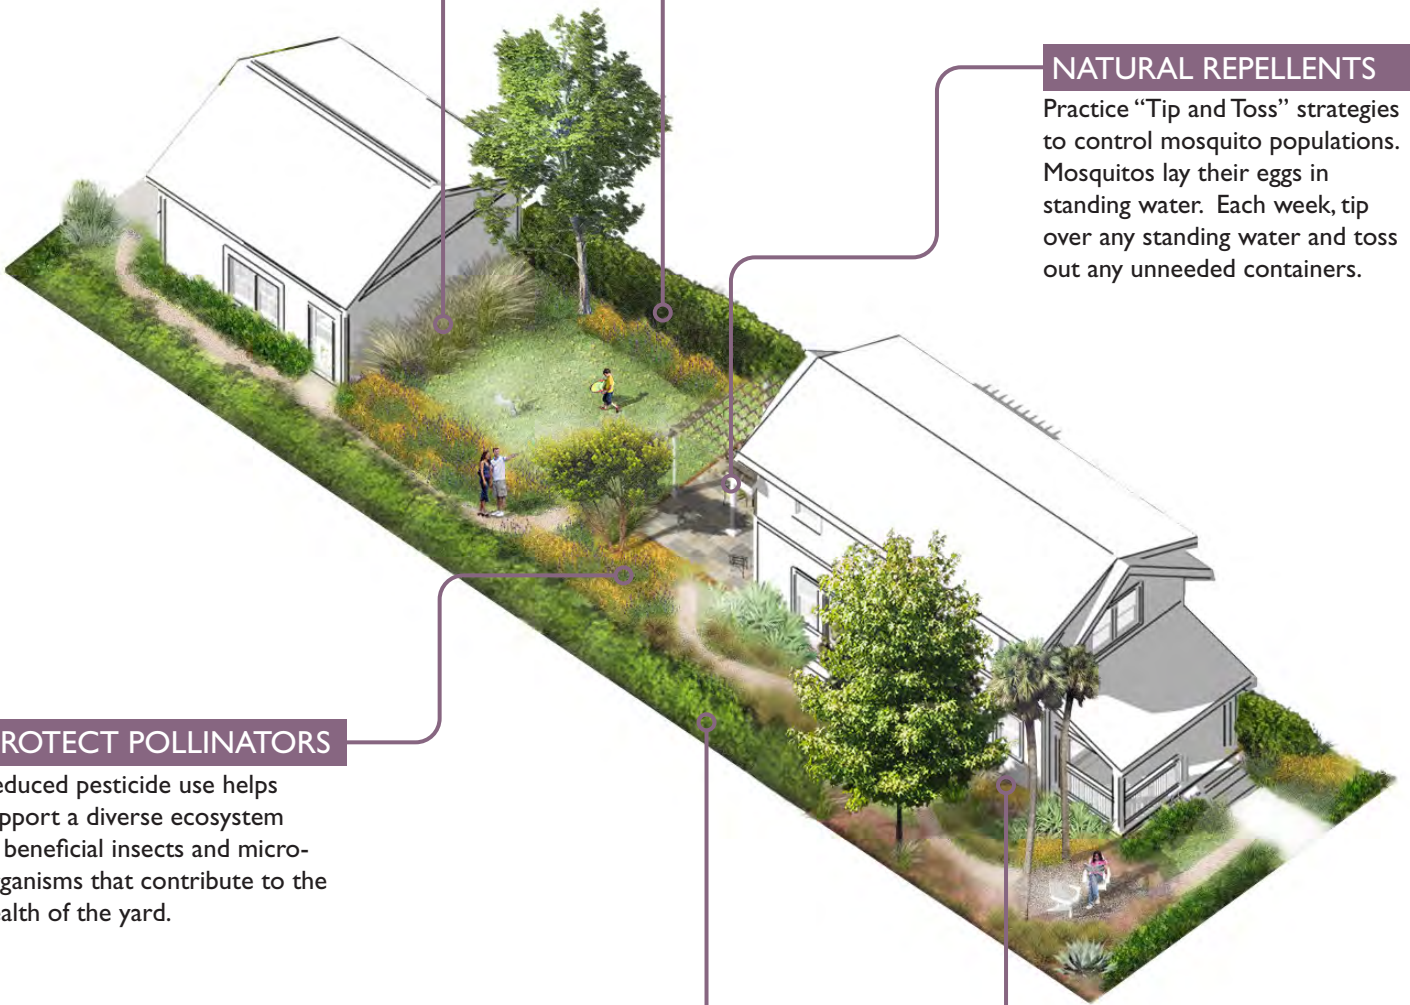 NATURAL REPELLENTS
Practice “Tip and Toss” strategies
to control mosquito populations.
Mosquitos lay their eggs in
standing water.  Each week, tip
over any standing water and toss
out any unneeded containers.
ROTECT POLLINATORS
educed pesticide use helps
pport a diverse ecosystem
beneficial insects and micro-
ganisms that contribute to the
ealth of the yard.